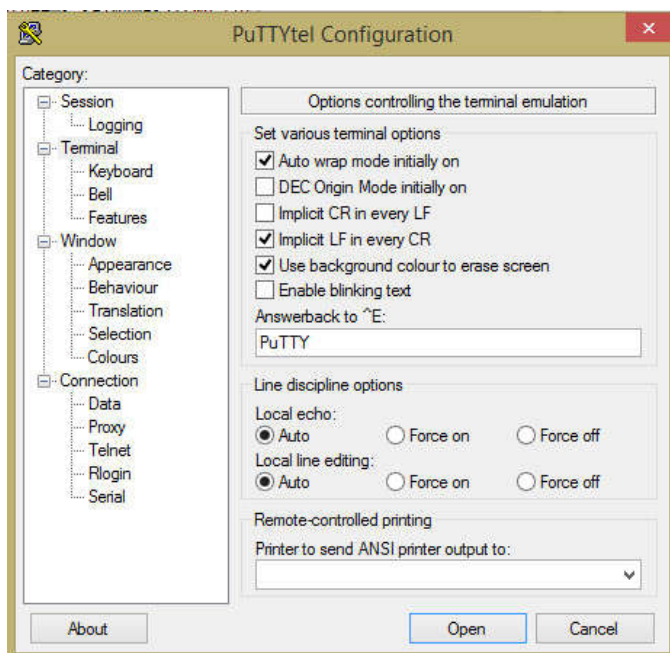 PuTTYtel Configuration
Category:
Session
Logging
Terminal
Keyboard
Bell
Features
Window
Appearance
Behaviour
Translation
Selection
Colours
Connection
Data
Proxy
Telnet
Rlogin
Serial
Options controlling the terminal emulation
Set various terminal options
Auto wrap mode initially on
DEC Origin Mode initially on
Implicit CR in every LF
Implicit LF in every CR
Use background colour to erase screen
Enable blinking text
Answerback to ^E:
PuTTY
Line discipline options
Local echo:
Auto Force on Force off
Local line editing:
Auto Force on Force off
Remote-controlled printing
Printer to send ANSI printer output to:
About Open Cancel